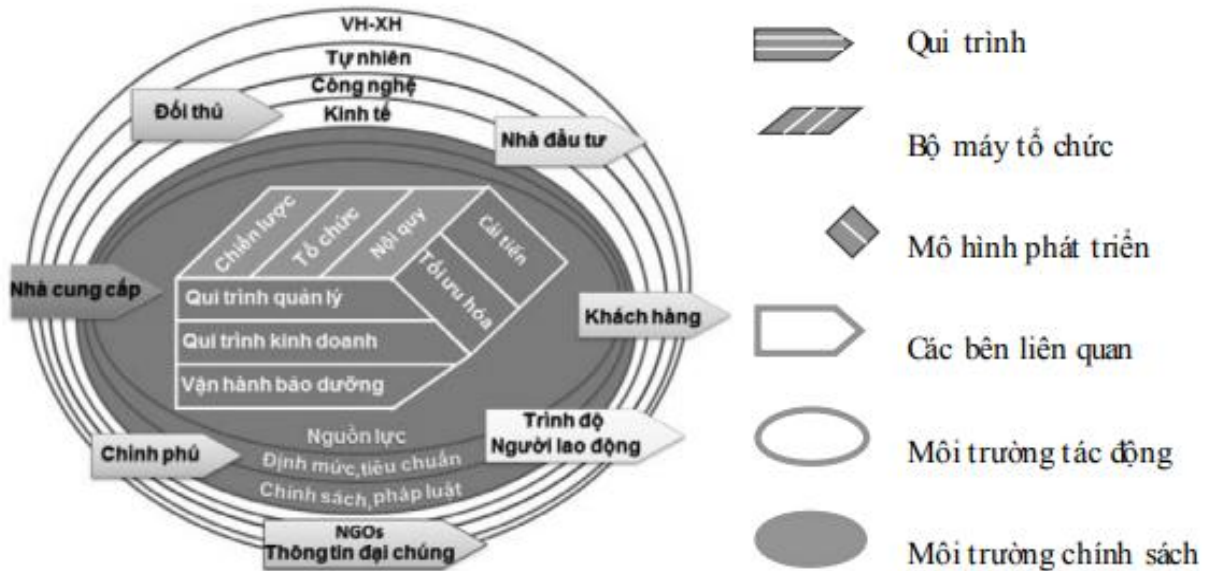 VH-XH
Tự nhiên
Công nghệ
Kinh tế
Đối thủ
Nhà đầu tư
Chiến lược
Tổ chức
Nội quy
Cải tiến
Tối ưu hóa
Nhà cung cấp
Qui trình quản lý
Qui trình kinh doanh
Vận hành bảo dưỡng
Khách hàng
Chính phủ
Nguồn lực
Định mức,tiêu chuẩn
Chính sách,pháp luật
Trình độ
Người lao động
NGOs
Thông tin đại chúng
Qui trình
Bộ máy tổ chức
Mô hình phát triển
Các bên liên quan
Môi trường tác động
Môi trường chính sách